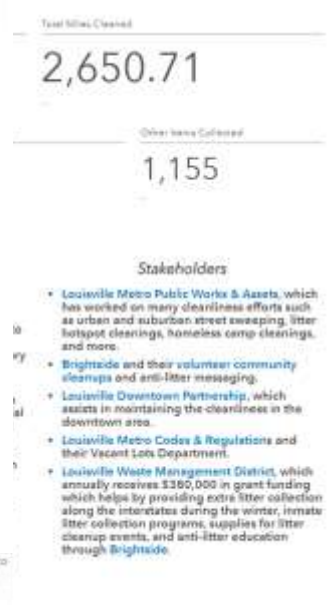 Total Miles Cleaned
2,650.71
Other Items Collected
1,155
Stakeholders
• Louisville Metro Public Works & Assets, which
has worked on many cleanliness efforts such
as urban and suburban street sweeping, litter
hotspot cleanings, homeless camp cleanings,
and more.
• Brightside and their volunteer community
cleanups and anti-litter messaging.
• Louisville Downtown Partnership, which
assists in maintaining the cleanliness in the
downtown area.
• Louisville Metro Codes & Regulations and
their Vacant Lots Department.
• Louisville Waste Management District, which
annually receives $380,000 in grant funding
which helps by providing extra litter collection
along the interstates during the winter, inmate
litter collection programs, supplies for litter
cleanup events, and anti-litter education
through Brightside.